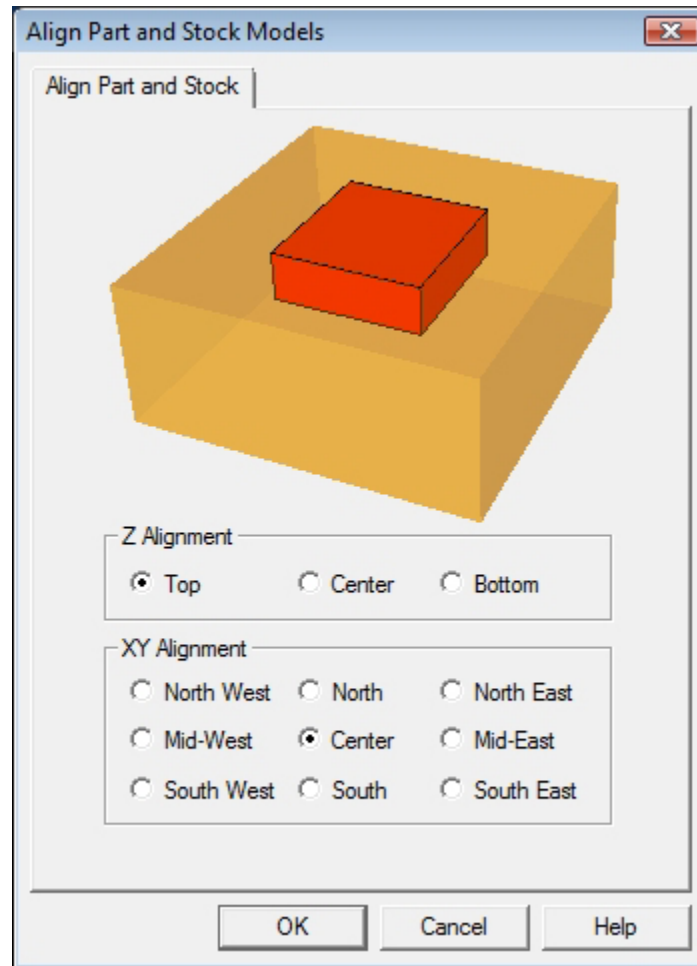 Align Part and Stock Models
Align Part and Stock
Z Alignment
Top Center Bottom
XY Alignment
North West North North East
Mid-West Center Mid-East
South West South South East
OK Cancel Help